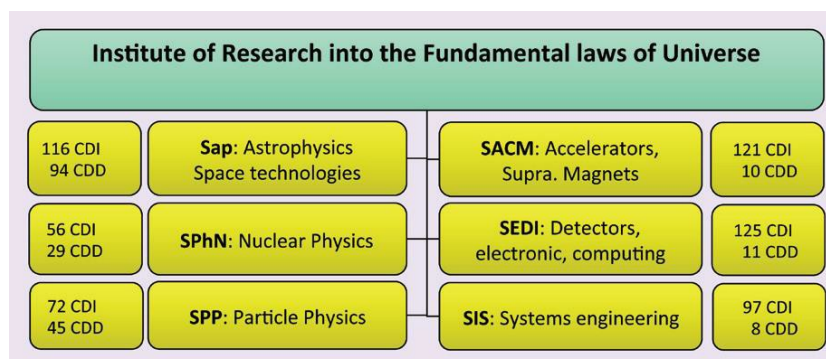 Institute of Research into the Fundamental laws of Universe
116 CDI
94 CDD
Sap: Astrophysics
Space technologies
SACM: Accelerators,
Supra. Magnets
121 CDI
10 CDD
56 CDI
29 CDD
SPhN: Nuclear Physics
SEDI: Detectors,
electronic, computing
125 CDI
11 CDD
72 CDI
45 CDD
SPP: Particle Physics
SIS: Systems engineering
97 CDI
8 CDD